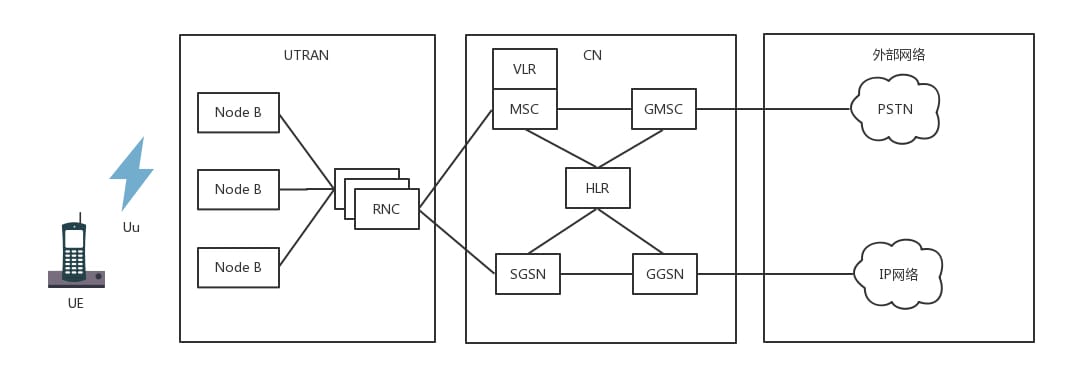 UTRAN
CN
外部网络
VLR
MSC
GMSC
PSTN
Node B
Node B
Node B
RNC
HLR
Uu
UE
SGSN
GGSN
IP网络